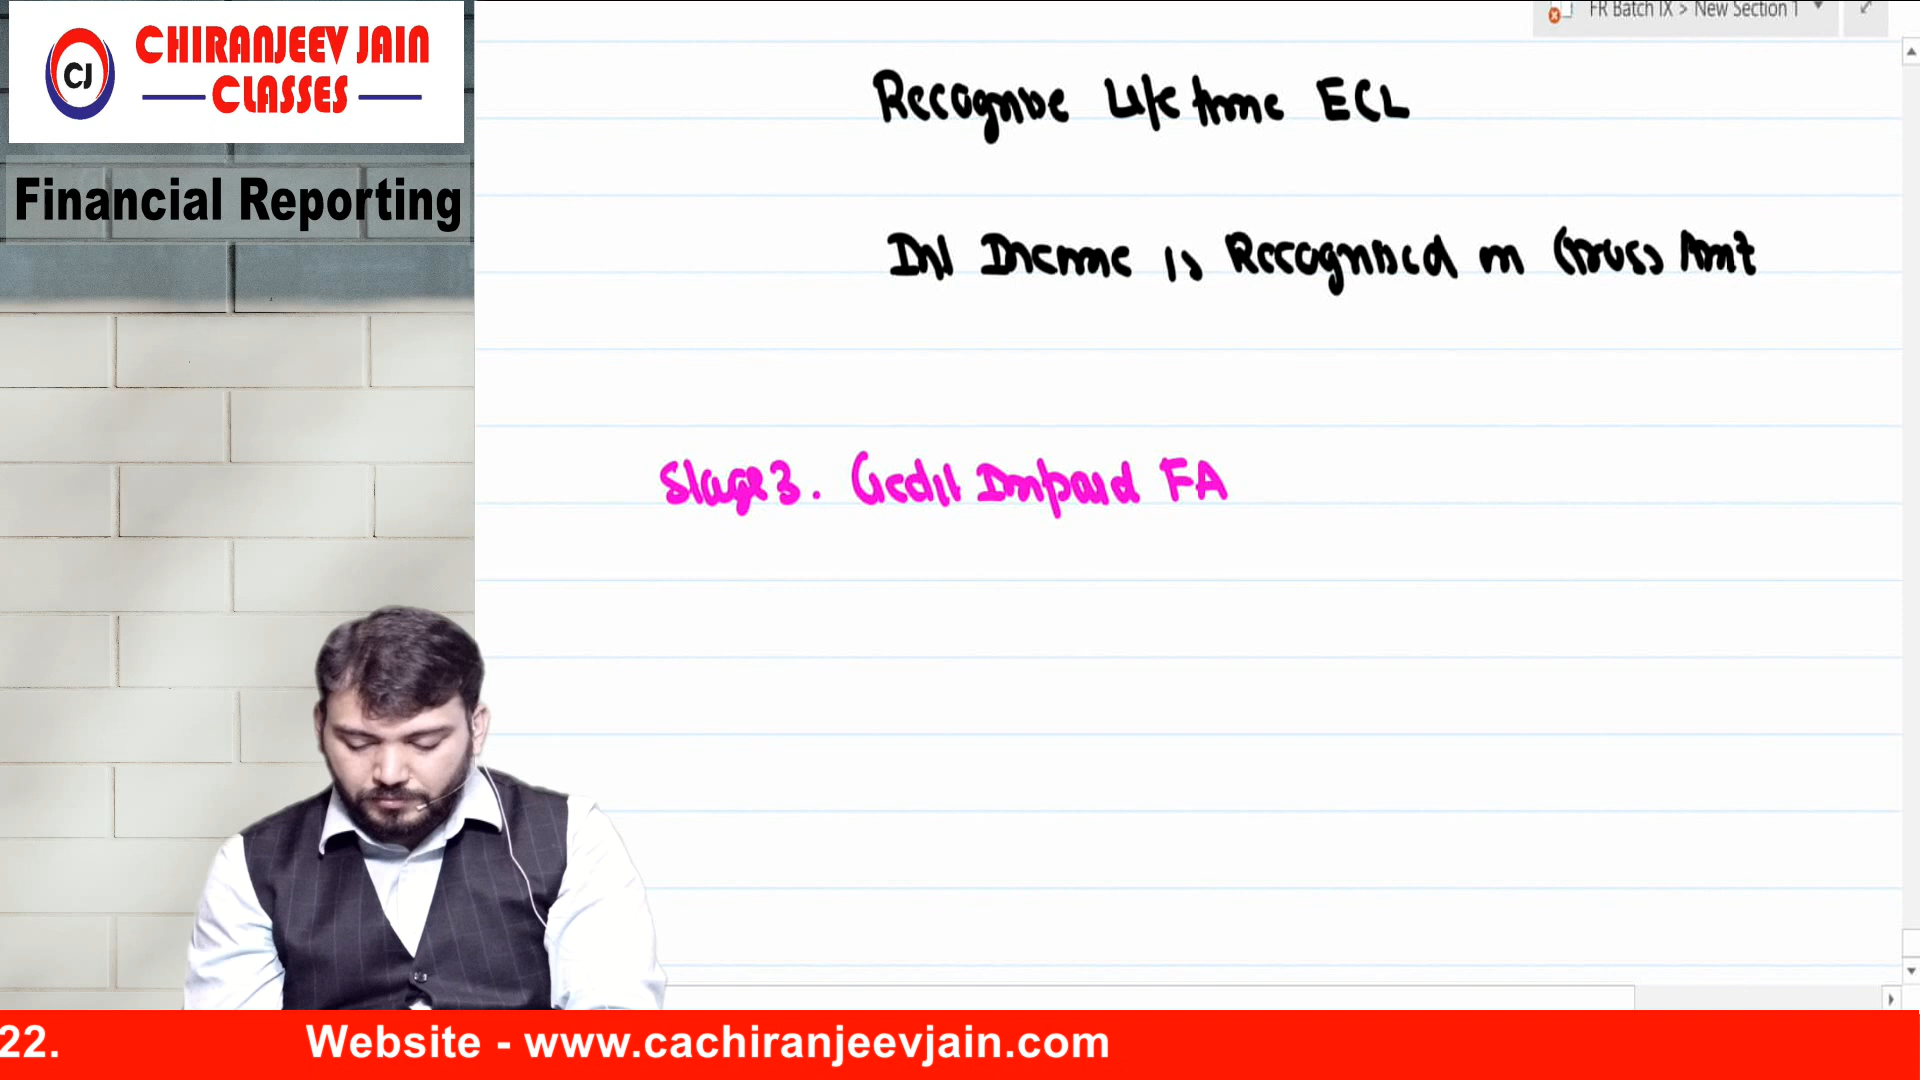 CHIRANJEEV JAIN
CJ
CLASSES
Financial Reporting
FR Batch IX > New Section 1
Recognise Life time ECL
Int Income is Recognised on Gross Amt
Stage 3. Credit Impaired FA
22.
Website - www.cachiranjeevjain.com